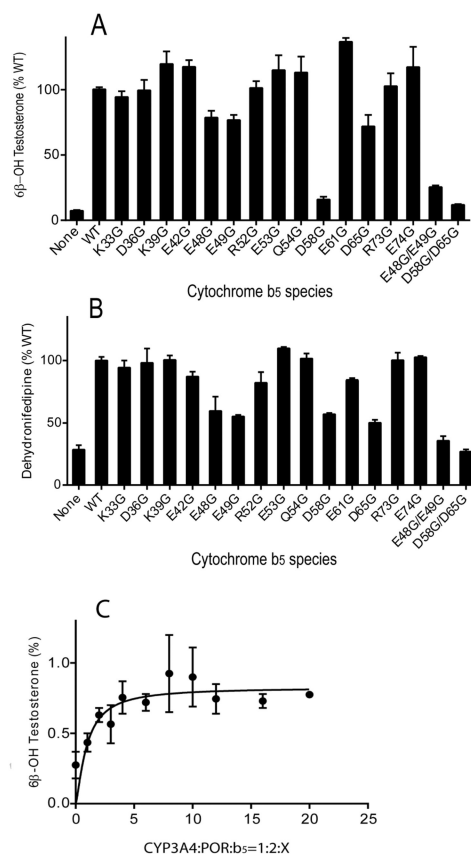 A
6β-OH Testosterone (% WT)
150
100
50
0
None
WT
K33G
D36G
K39G
E42G
E48G
E49G
R52G
E53G
Q54G
D58G
E61G
D65G
R73G
E74G
E48G/E49G
D58G/D65G
Cytochrome b5 species
B
Dehydronifedipine (% WT)
100
50
0
None
WT
K33G
D36G
K39G
E42G
E48G
E49G
R52G
E53G
Q54G
D58G
E61G
D65G
R73G
E74G
E48G/E49G
D58G/D65G
Cytochrome b5 species
C
6β-OH Testosterone (%)
1.0
0.5
0.0
0
5
10
15
20
25
CYP3A4:POR:b5=1:2:X